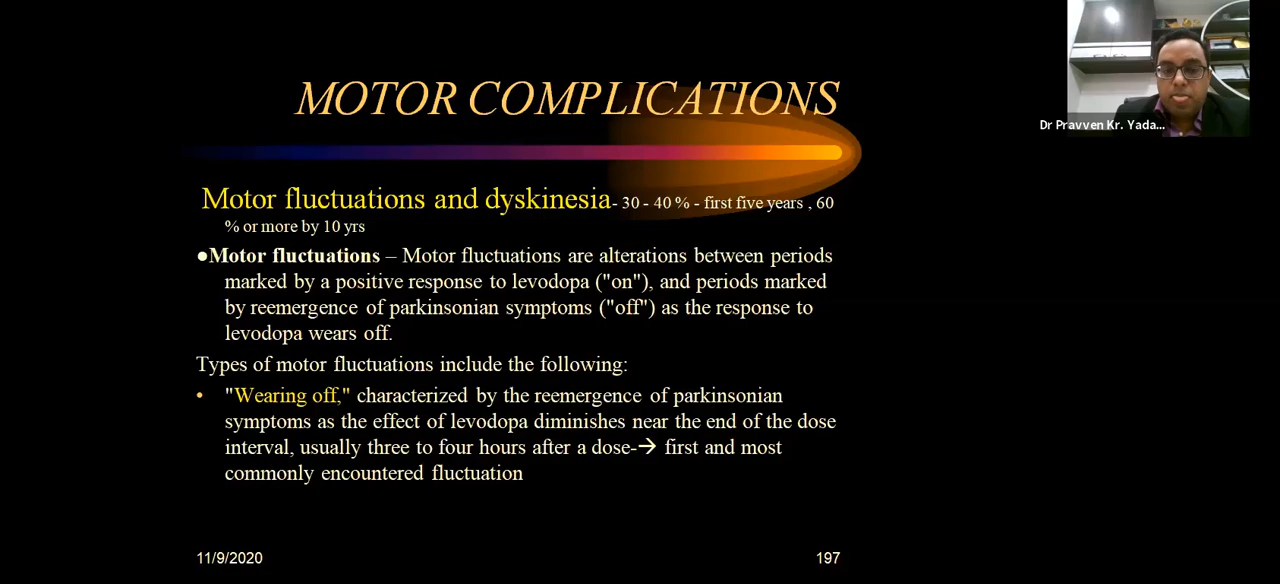 MOTOR COMPLICATIONS
Dr Pravven Kr. Yada...
Motor fluctuations and dyskinesia- 30 - 40 % - first five years , 60
% or more by 10 yrs
●Motor fluctuations – Motor fluctuations are alterations between periods
marked by a positive response to levodopa ("on"), and periods marked
by reemergence of parkinsonian symptoms ("off") as the response to
levodopa wears off.
Types of motor fluctuations include the following:
• "Wearing off," characterized by the reemergence of parkinsonian
symptoms as the effect of levodopa diminishes near the end of the dose
interval, usually three to four hours after a dose-→ first and most
commonly encountered fluctuation
11/9/2020
197